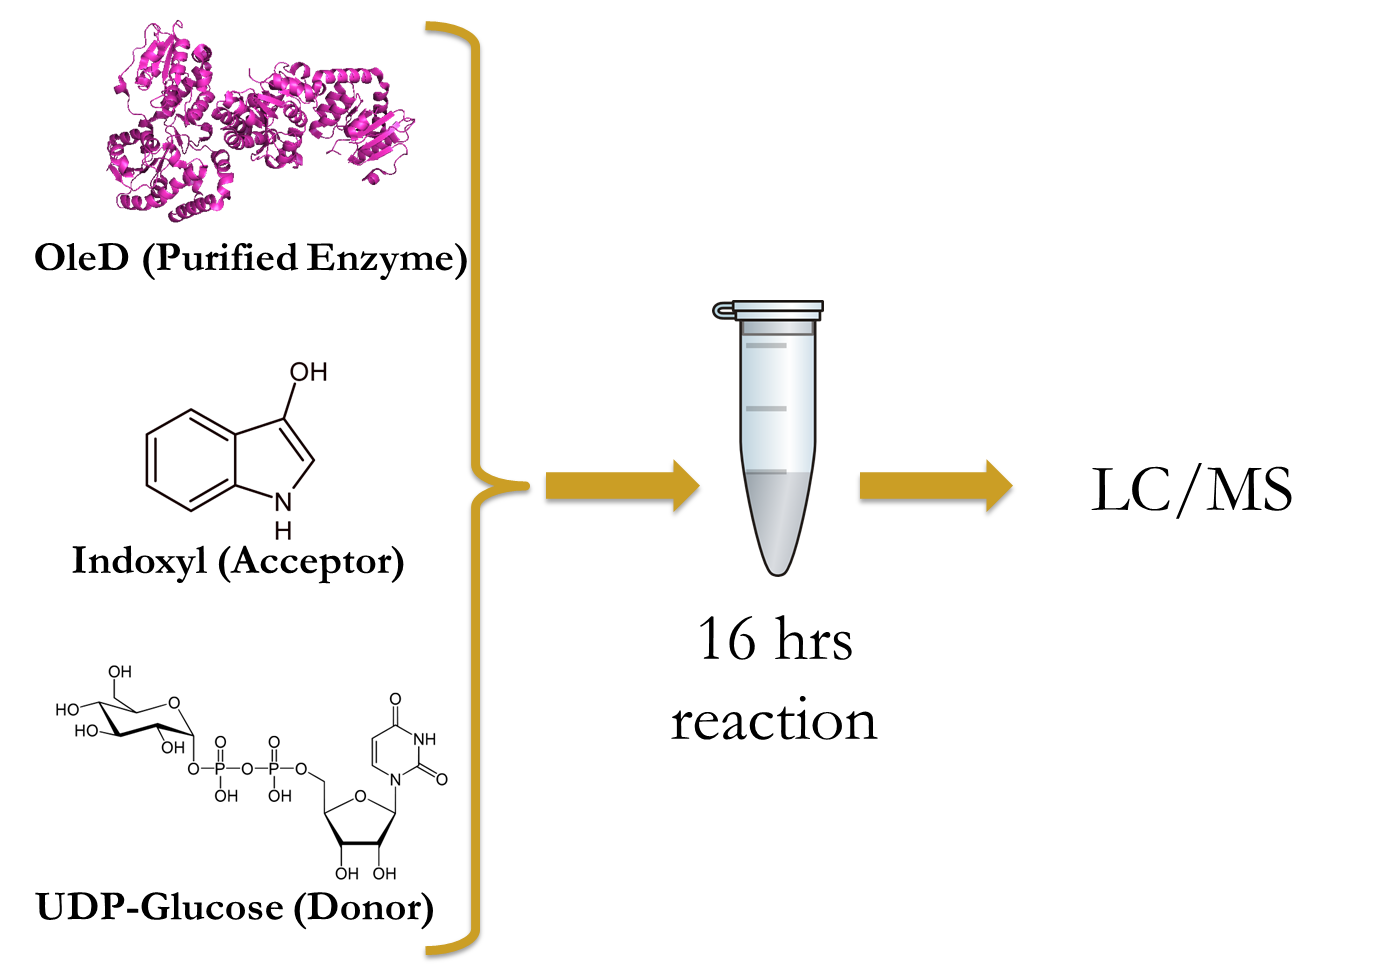 OleD (Purified Enzyme)
OH
N
H
Indoxyl (Acceptor)
OH
HO
O
HO
OH
O
O
O
P
O
P
O
OH
OH
O
NH
N
O
O
OH
OH
UDP-Glucose (Donor)
16 hrs
reaction
LC/MS